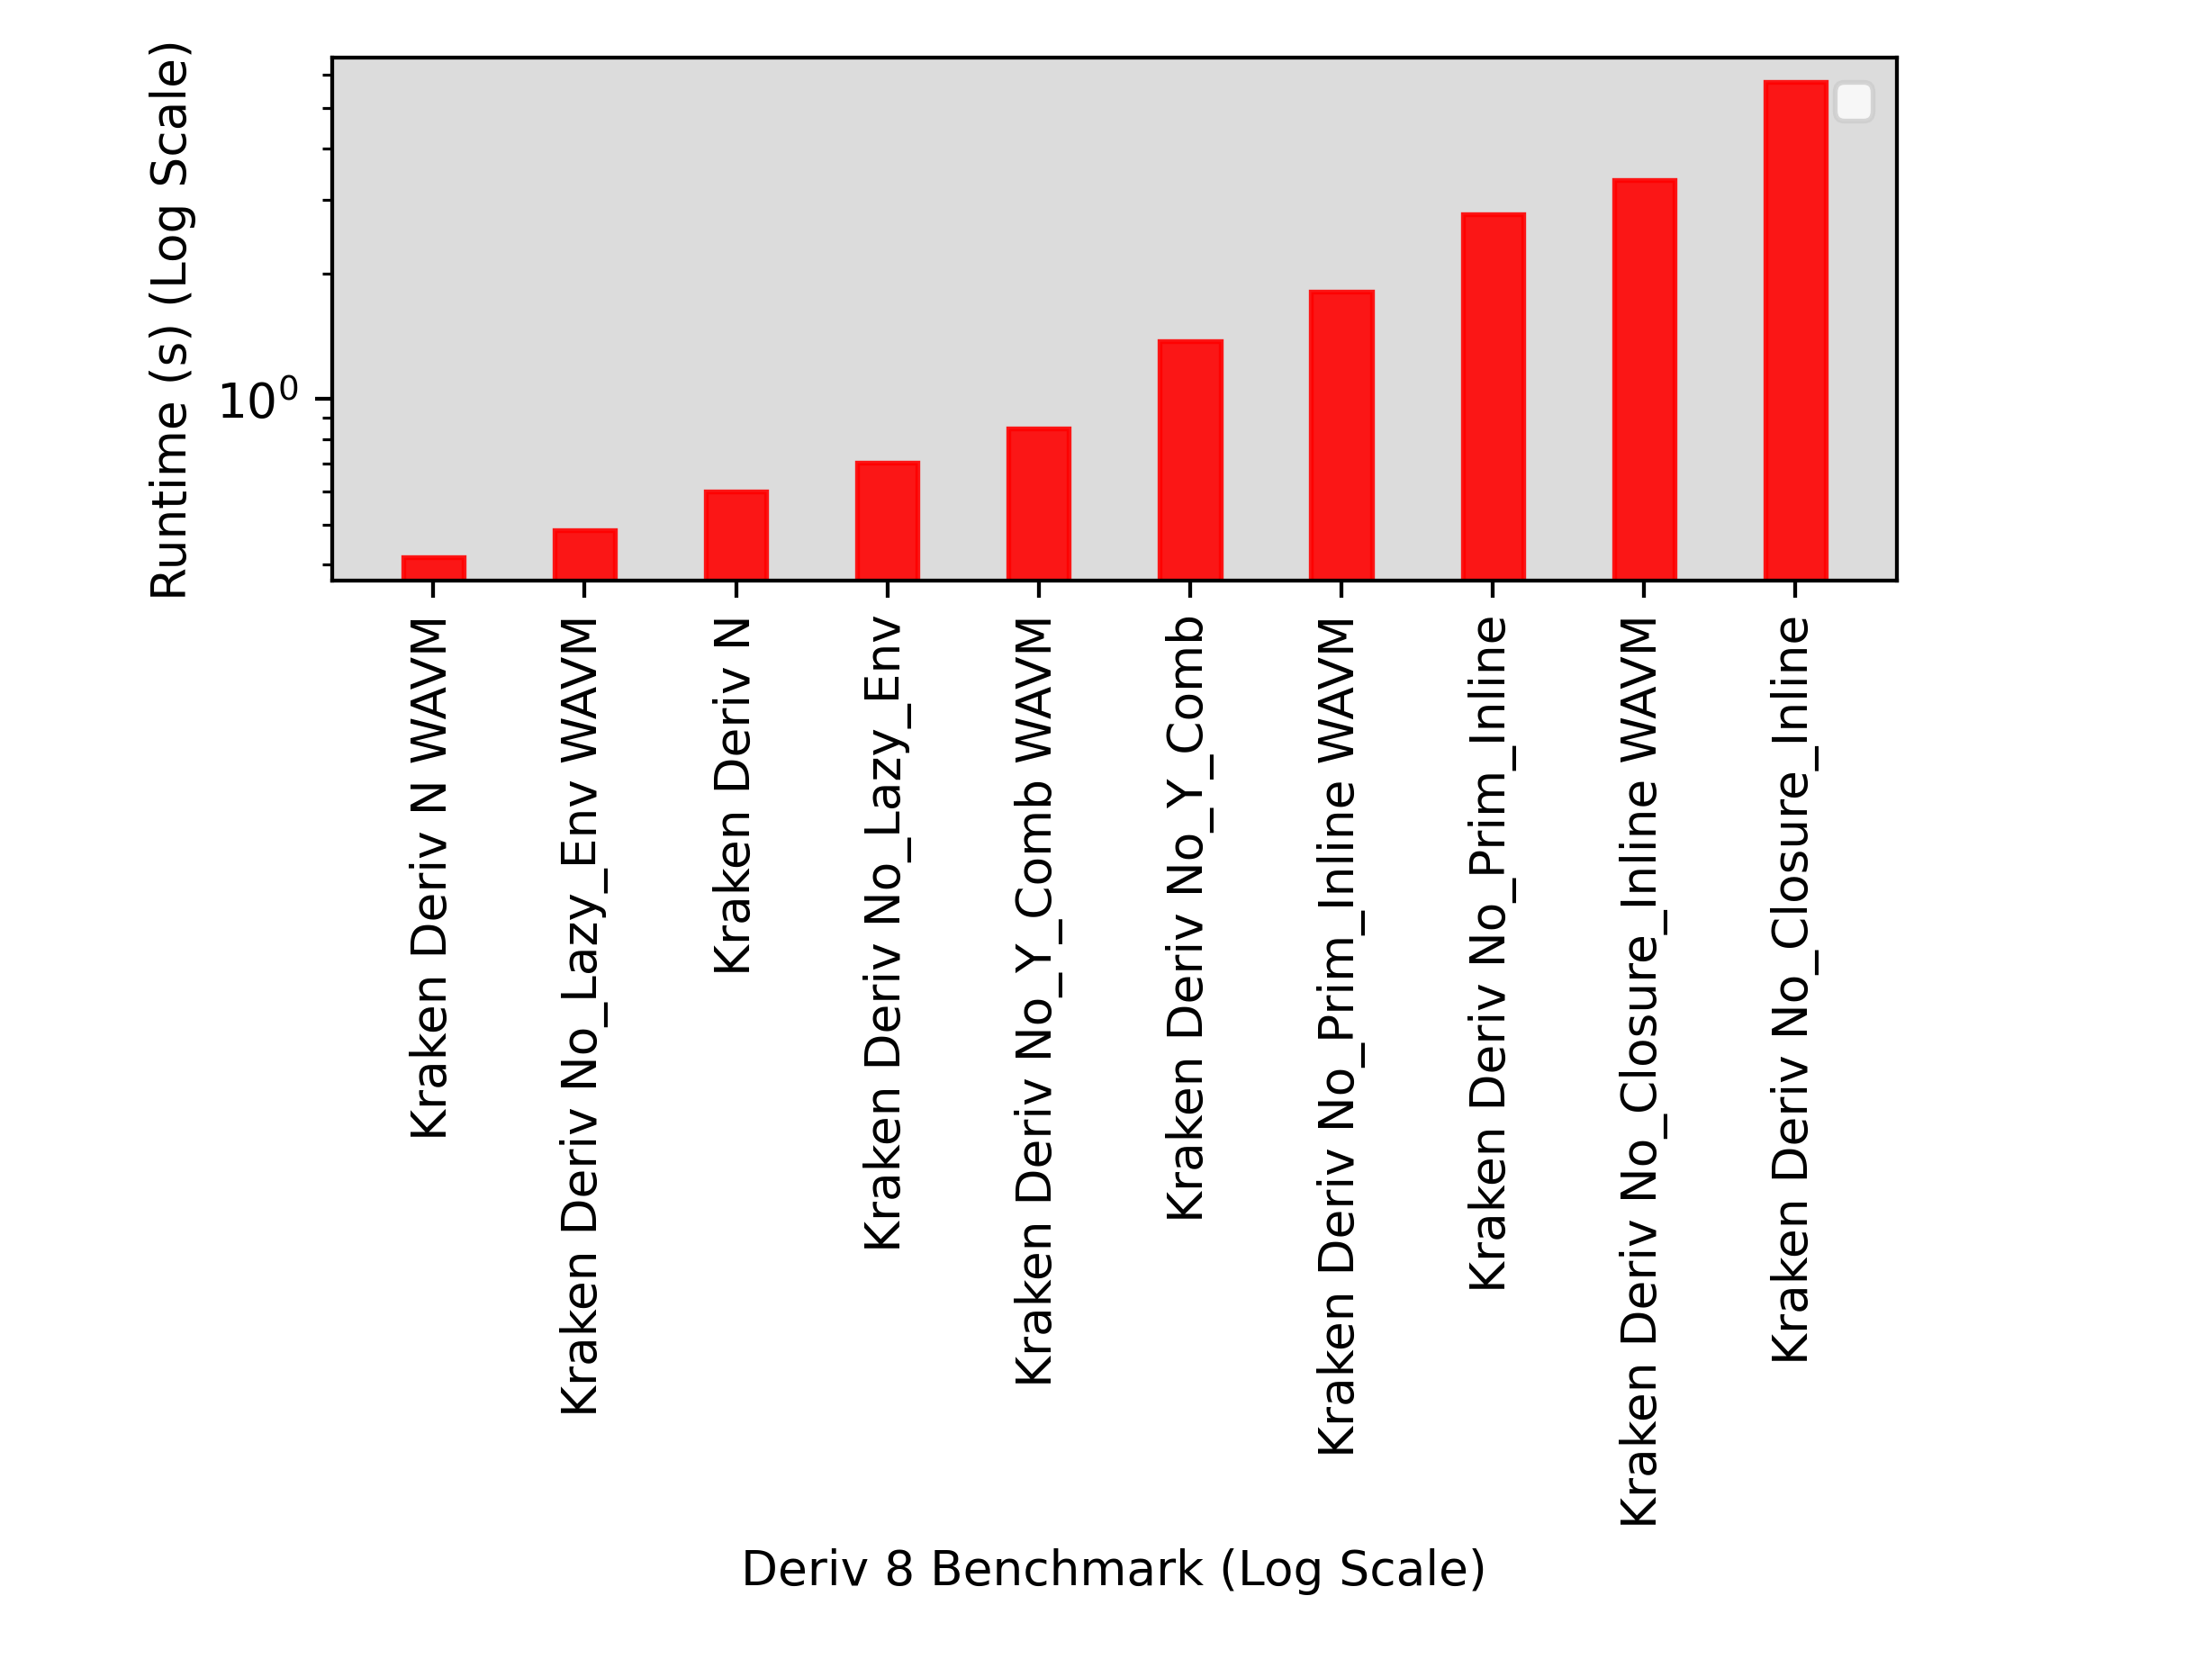 Runtime (s) (Log Scale)
10⁰
Kraken Deriv N WAVM
Kraken Deriv No_Lazy_Env WAVM
Kraken Deriv N
Kraken Deriv No_Lazy_Env
Kraken Deriv No_Y_Comb WAVM
Kraken Deriv No_Y_Comb
Kraken Deriv No_Prim_Inline WAVM
Kraken Deriv No_Prim_Inline
Kraken Deriv No_Closure_Inline WAVM
Kraken Deriv No_Closure_Inline
Deriv 8 Benchmark (Log Scale)